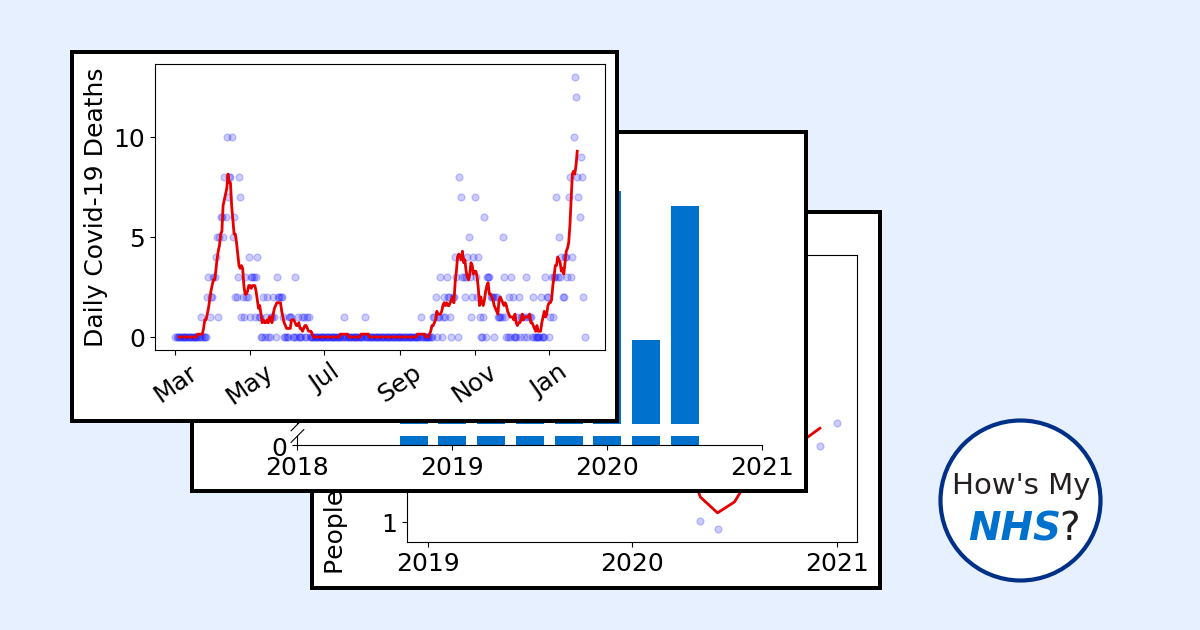 Daily Covid-19 Deaths
10
5
0
Mar May Jul Sep Nov Jan
0
2018 2019 2020 2021
People
1
2019 2020 2021
How's My
NHS?